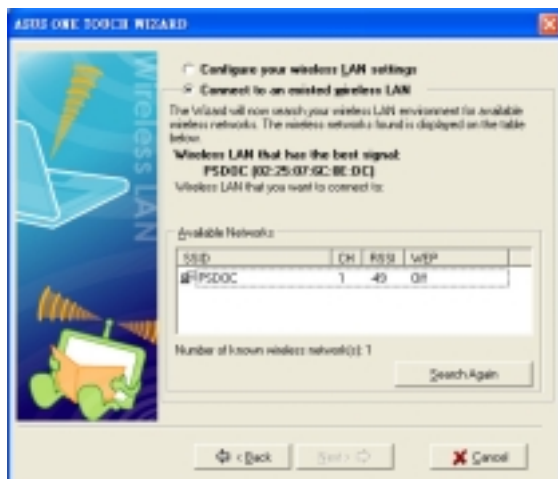 ASUS ONE TOUCH WIZARD
Wireless LAN
Configure your wireless LAN settings
Connect to an existed wireless LAN
The Wizard will now search your wireless LAN environment for available
wireless networks. The wireless networks found is displayed on the table
below.
Wireless LAN that has the best signal:
PSDOC (02:25:07:6C:8E:DC)
Wireless LAN that you want to connect to:
Available Networks
SSID CH RSSI WEP
PSDOC 1 -49 Off
Number of known wireless network(s): 1
Search Again
< Back
Next >
Cancel